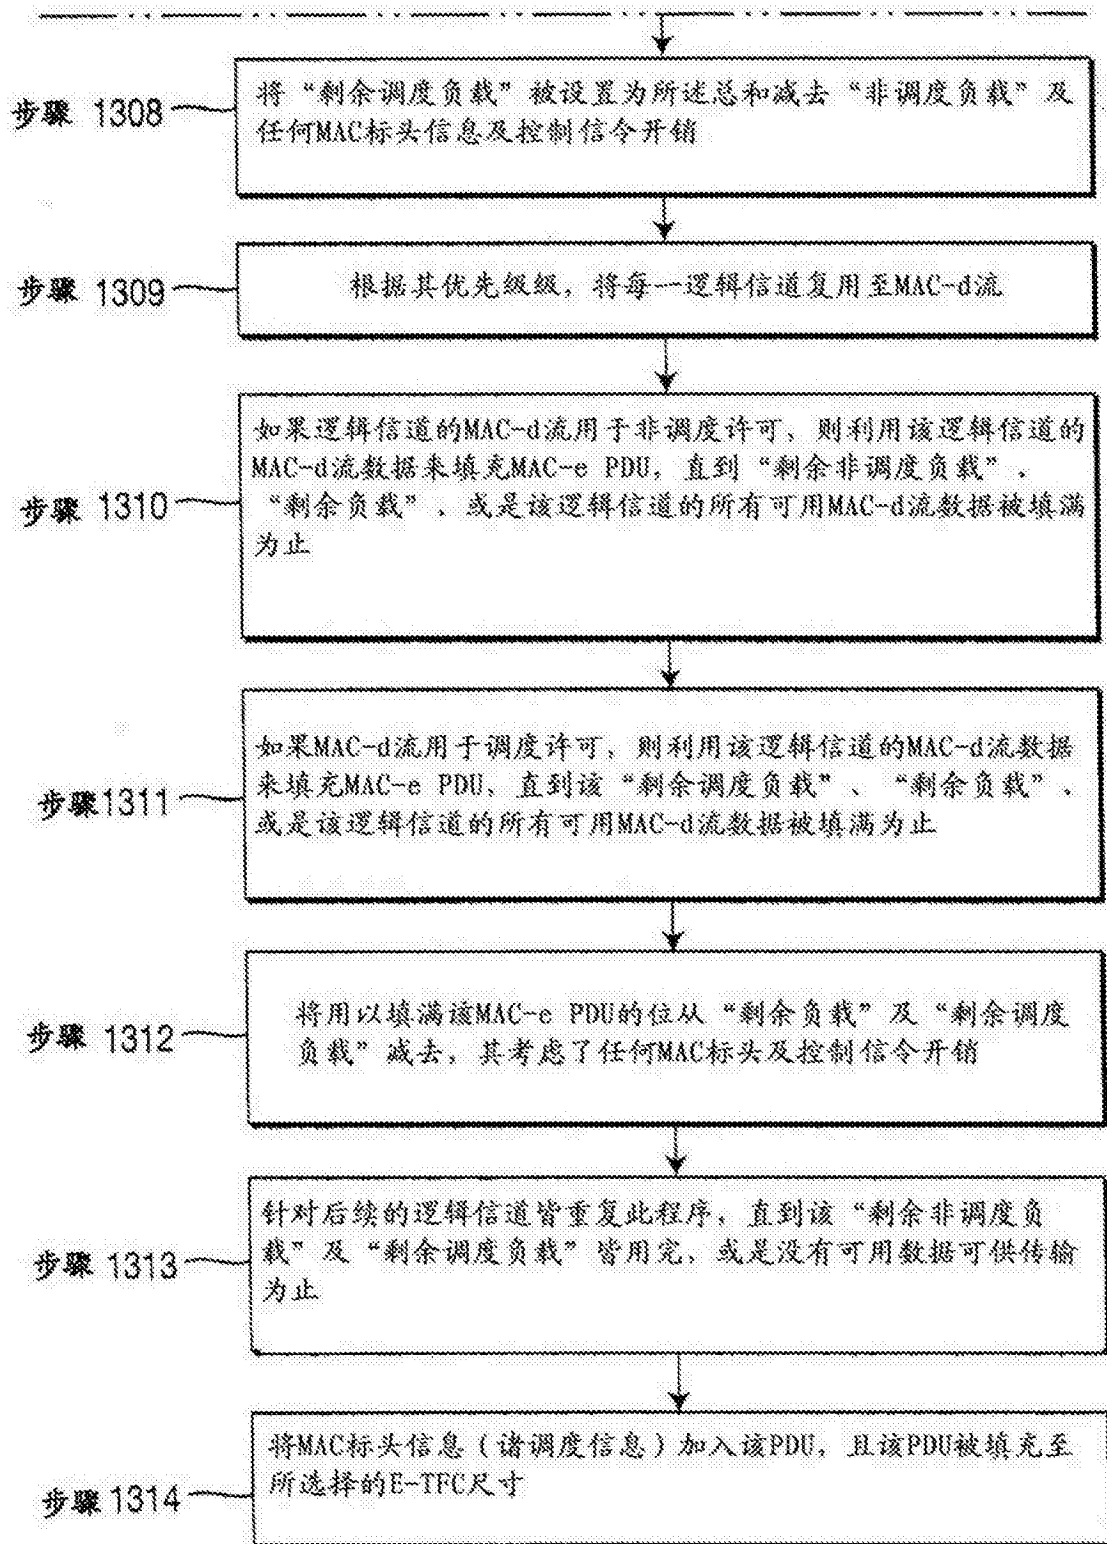 步骤 1308
将“剩余调度负载”被设置为所述总和减去“非调度负载”及
任何MAC标头信息及控制信令开销
步骤 1309
根据其优先级级，将每一逻辑信道复用至MAC-d流
步骤 1310
如果逻辑信道的MAC-d流用于非调度许可、则利用该逻辑信道的
MAC-d流数据来填充MAC-e PDU，直到“剩余非调度负载”、
“剩余负载”、或是该逻辑信道的所有可用MAC-d流数据被填满
为止
步骤1311
如果MAC-d流用于调度许可、则利用该逻辑信道的MAC-d流数据
来填充MAC-e PDU，直到该“剩余调度负载”、“剩余负载”、
或是该逻辑信道的所有可用MAC-d流数据被填满为止
步骤 1312
将用以填满该MAC-e PDU的位从“剩余负载”及“剩余调度
负载”减去，其考虑了任何MAC标头及控制信令开销
步骤 1313
针对后续的逻辑信道皆重复此程序，直到该“剩余非调度负
载”及“剩余调度负载”皆用完，或是没有可用数据可供传输
为止
步骤 1314
将MAC标头信息（诸调度信息）加入该PDU，且该PDU被填充至
所选择的E-TFC尺寸